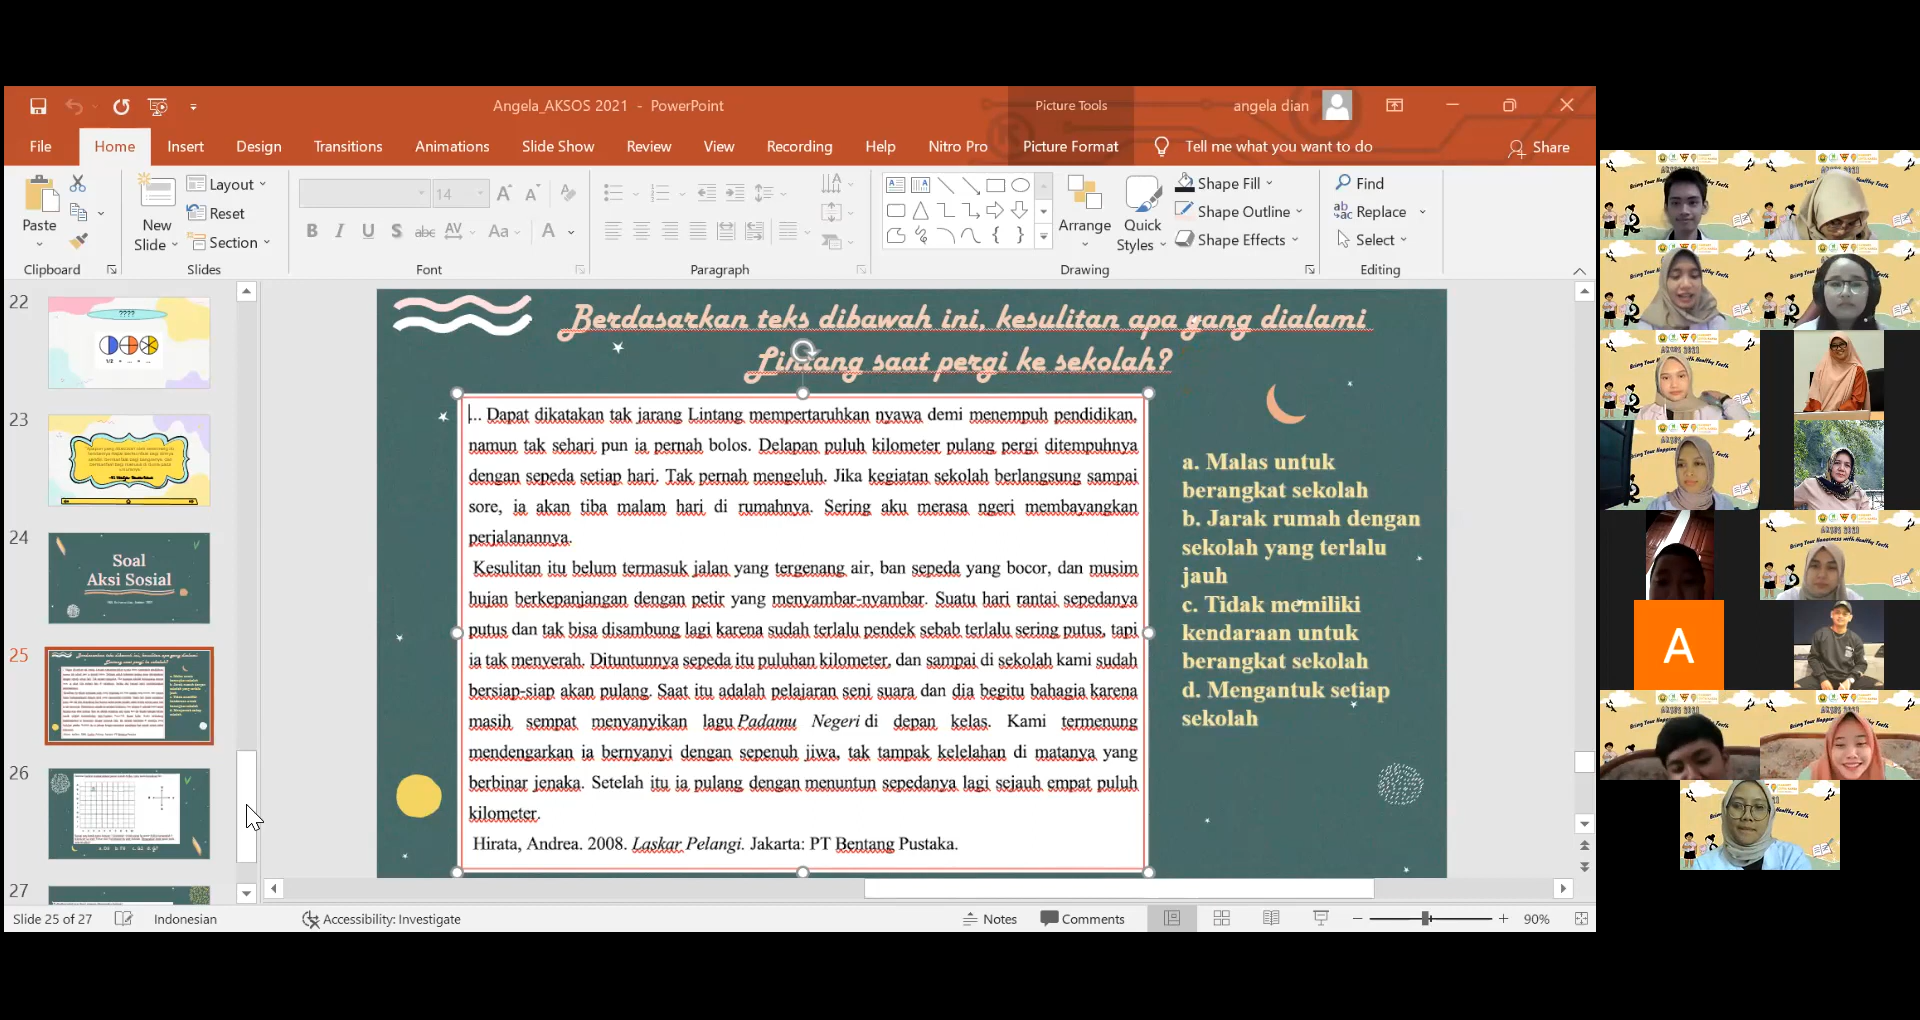 Angela_AKSOS 2021 - PowerPoint
Picture Tools
angela dian
File
Home
Insert
Design
Transitions
Animations
Slide Show
Review
View
Recording
Help
Nitro Pro
Picture Format
Tell me what you want to do
Share
Paste
New
Slide
Layout
Reset
Section
14
B I U S abc AV Aa A
Shape Fill
Shape Outline
Shape Effects
Arrange
Quick
Styles
Find
Replace
Select
Clipboard
Slides
Font
Paragraph
Drawing
Editing
22
????
1/2
23
24
Soal
Aksi Sosial
25
26
27
Berdasarkan teks dibawah ini, kesulitan apa yang dialami
Lintang saat pergi ke sekolah?
... Dapat dikatakan tak jarang Lintang mempertaruhkan nyawa demi menempuh pendidikan,
namun tak sehari pun ia pernah bolos. Delapan puluh kilometer pulang pergi ditempuhnya
dengan sepeda setiap hari. Tak pernah mengeluh. Jika kegiatan sekolah berlangsung sampai
sore, ia akan tiba malam hari di rumahnya. Sering aku merasa ngeri membayangkan
perjalanannya.
Kesulitan itu belum termasuk jalan yang tergenang air, ban sepeda yang bocor, dan musim
hujan berkepanjangan dengan petir yang menyambar-nyambar. Suatu hari rantai sepedanya
putus dan tak bisa disambung lagi karena sudah terlalu pendek sebab terlalu sering putus, tapi
ia tak menyerah. Dituntunnya sepeda itu puluhan kilometer, dan sampai di sekolah kami sudah
bersiap-siap akan pulang. Saat itu adalah pelajaran seni suara dan dia begitu bahagia karena
masih sempat menyanyikan lagu Padamu Negeri di depan kelas. Kami termenung
mendengarkan ia bernyanyi dengan sepenuh jiwa, tak tampak kelelahan di matanya yang
berbinar jenaka. Setelah itu ia pulang dengan menuntun sepedanya lagi sejauh empat puluh
kilometer.
Hirata, Andrea. 2008. Laskar Pelangi. Jakarta: PT Bentang Pustaka.
a. Malas untuk
berangkat sekolah
b. Jarak rumah dengan
sekolah yang terlalu
jauh
c. Tidak memiliki
kendaraan untuk
berangkat sekolah
d. Mengantuk setiap
sekolah
Slide 25 of 27
Indonesian
Accessibility: Investigate
Notes
Comments
90%
A